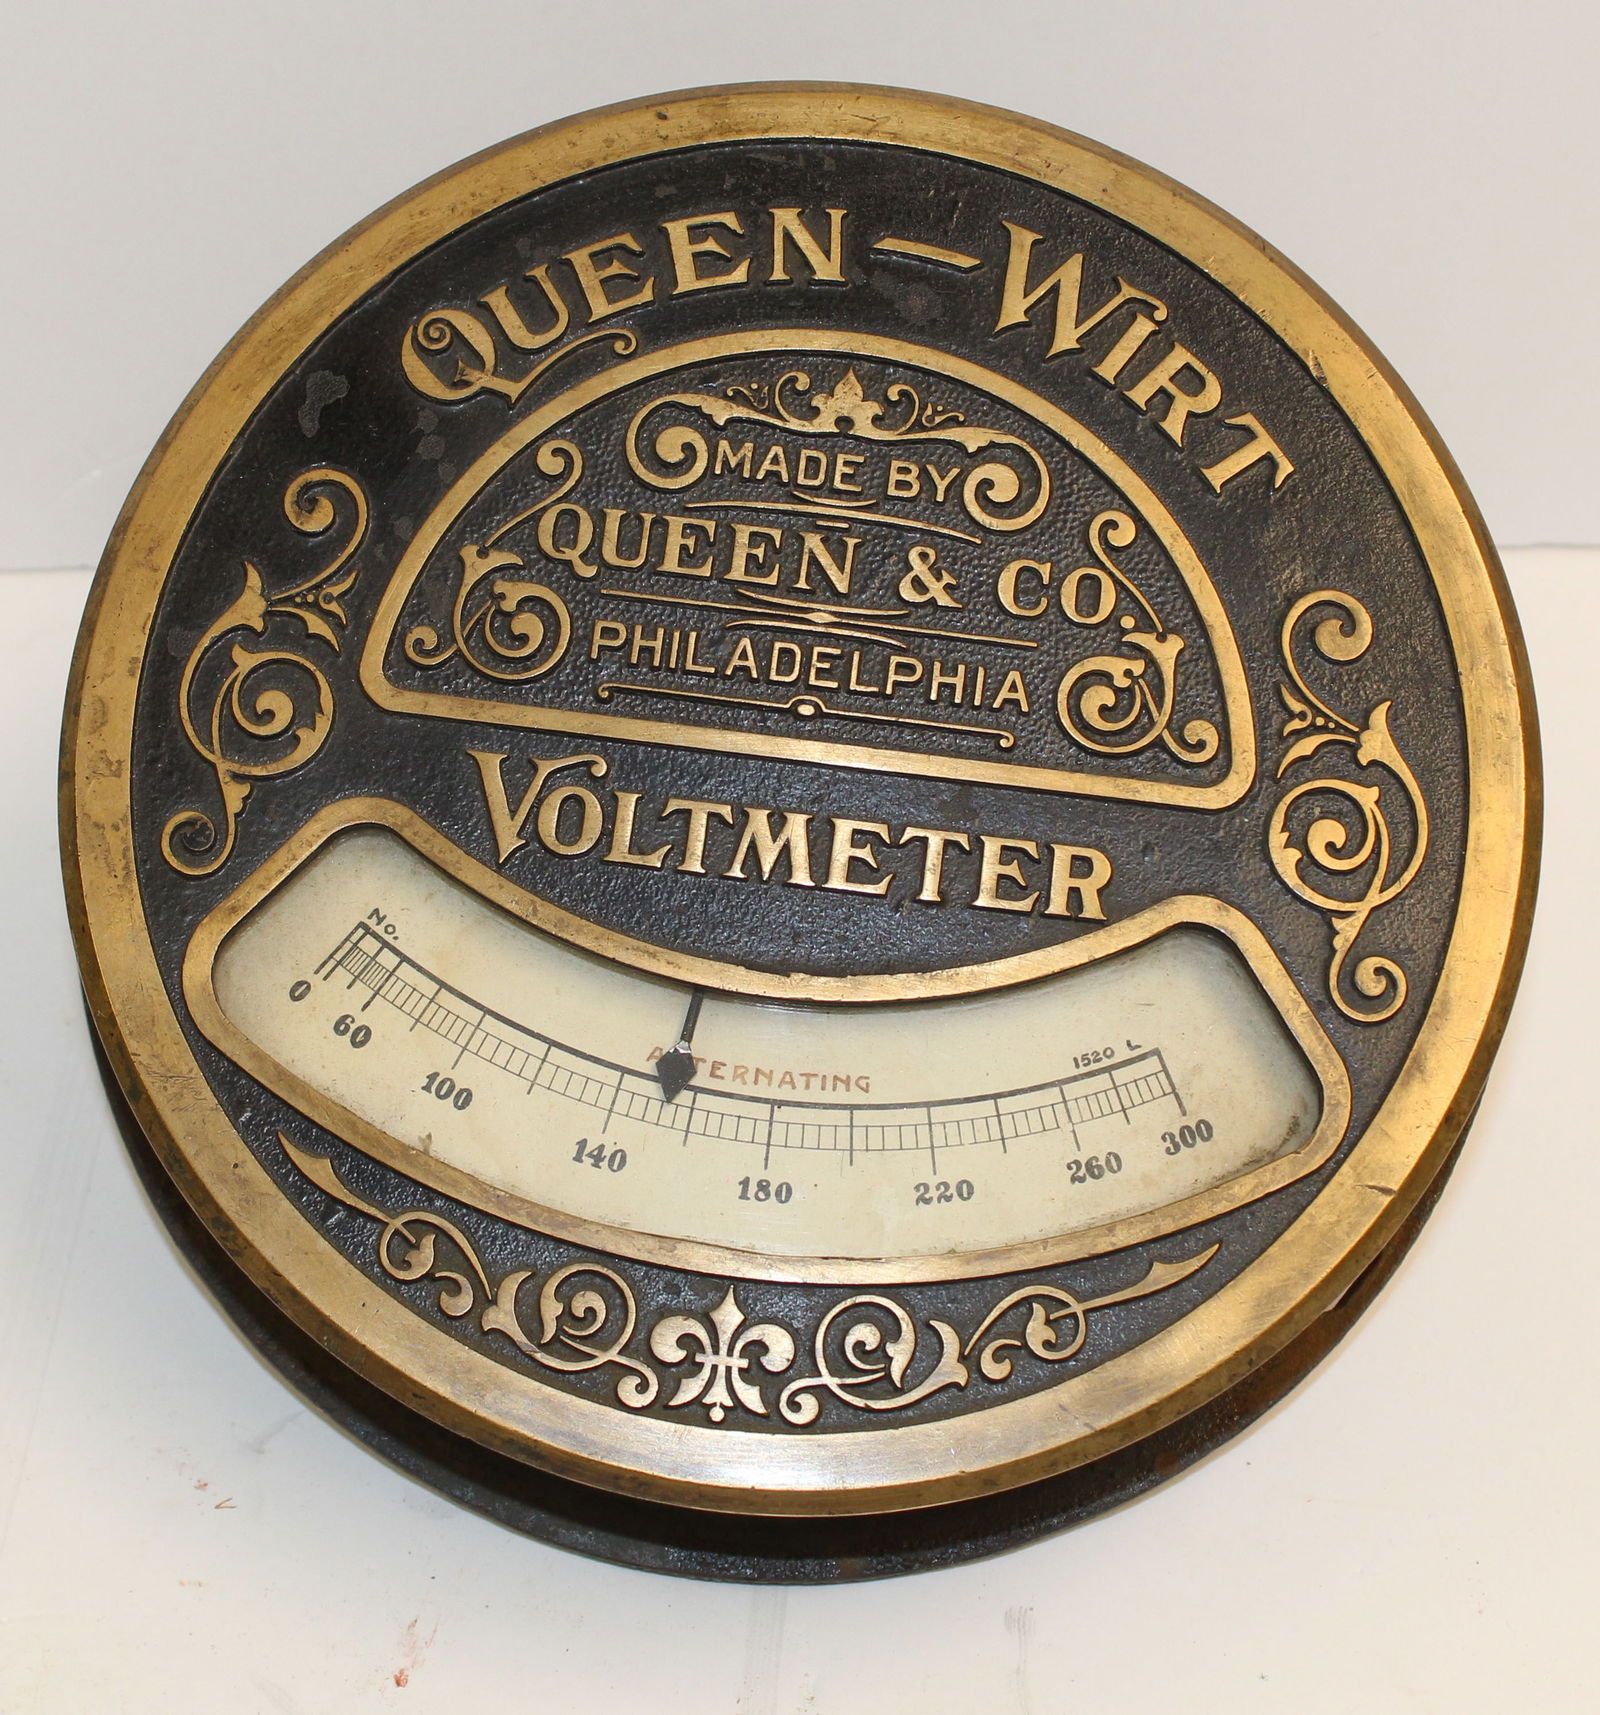 QUEEN-WIRT
MADE BY
QUEEN & CO.
PHILADELPHIA
VOLTMETER
No.
ALTERNATING
1520 L
0 60 100 140 180 220 260 300